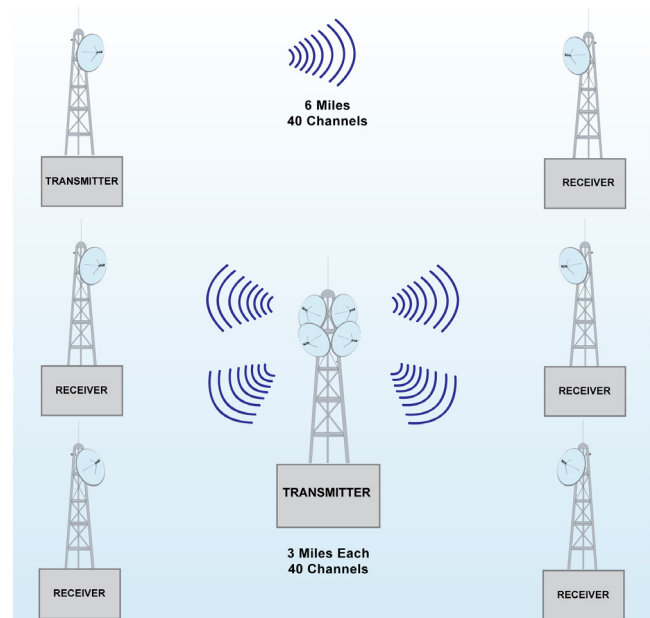 6 Miles
40 Channels
TRANSMITTER
RECEIVER
RECEIVER
TRANSMITTER
RECEIVER
3 Miles Each
40 Channels
RECEIVER
RECEIVER